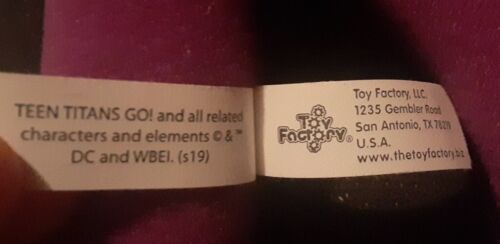 TEEN TITANS GO! and all related
characters and elements © & ™
DC and WBEI. (s19)
Toy
Factory®
Toy Factory, LLC.
1235 Gembler Road
San Antonio, TX 78219
U.S.A.
www.thetoyfactory.biz